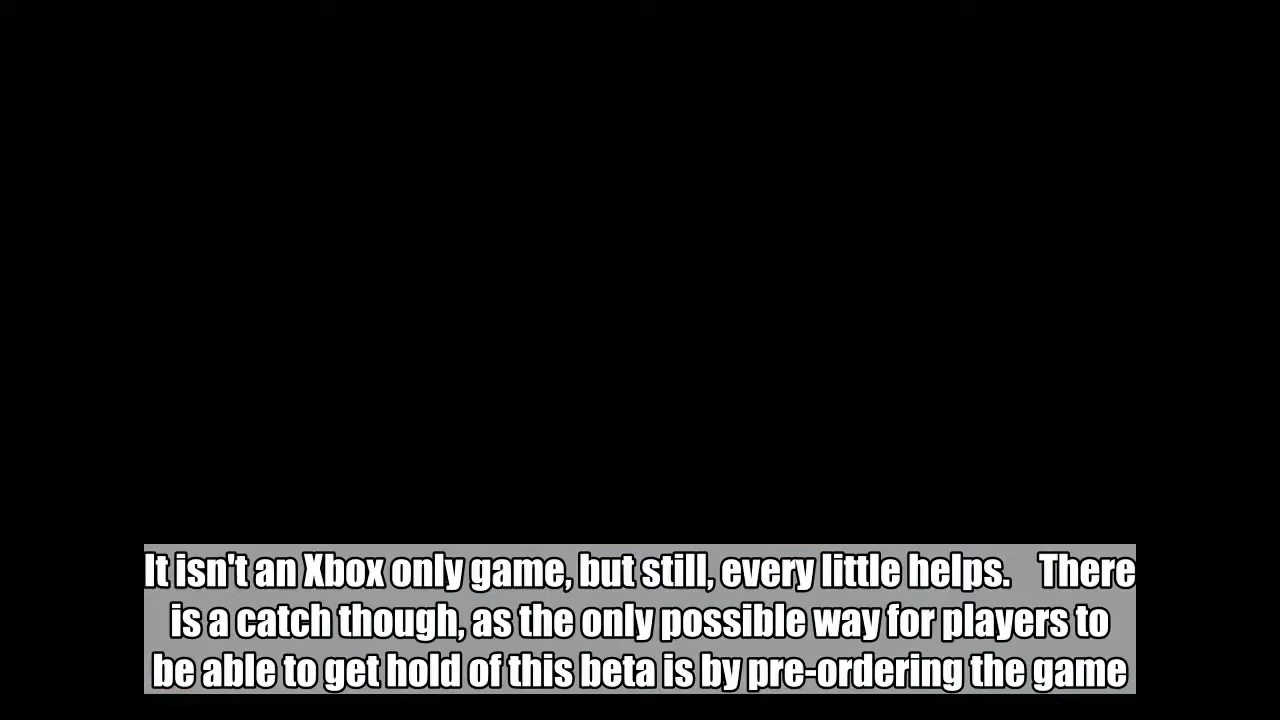 It isn't an Xbox only game, but still, every little helps.    There
is a catch though, as the only possible way for players to
be able to get hold of this beta is by pre-ordering the game